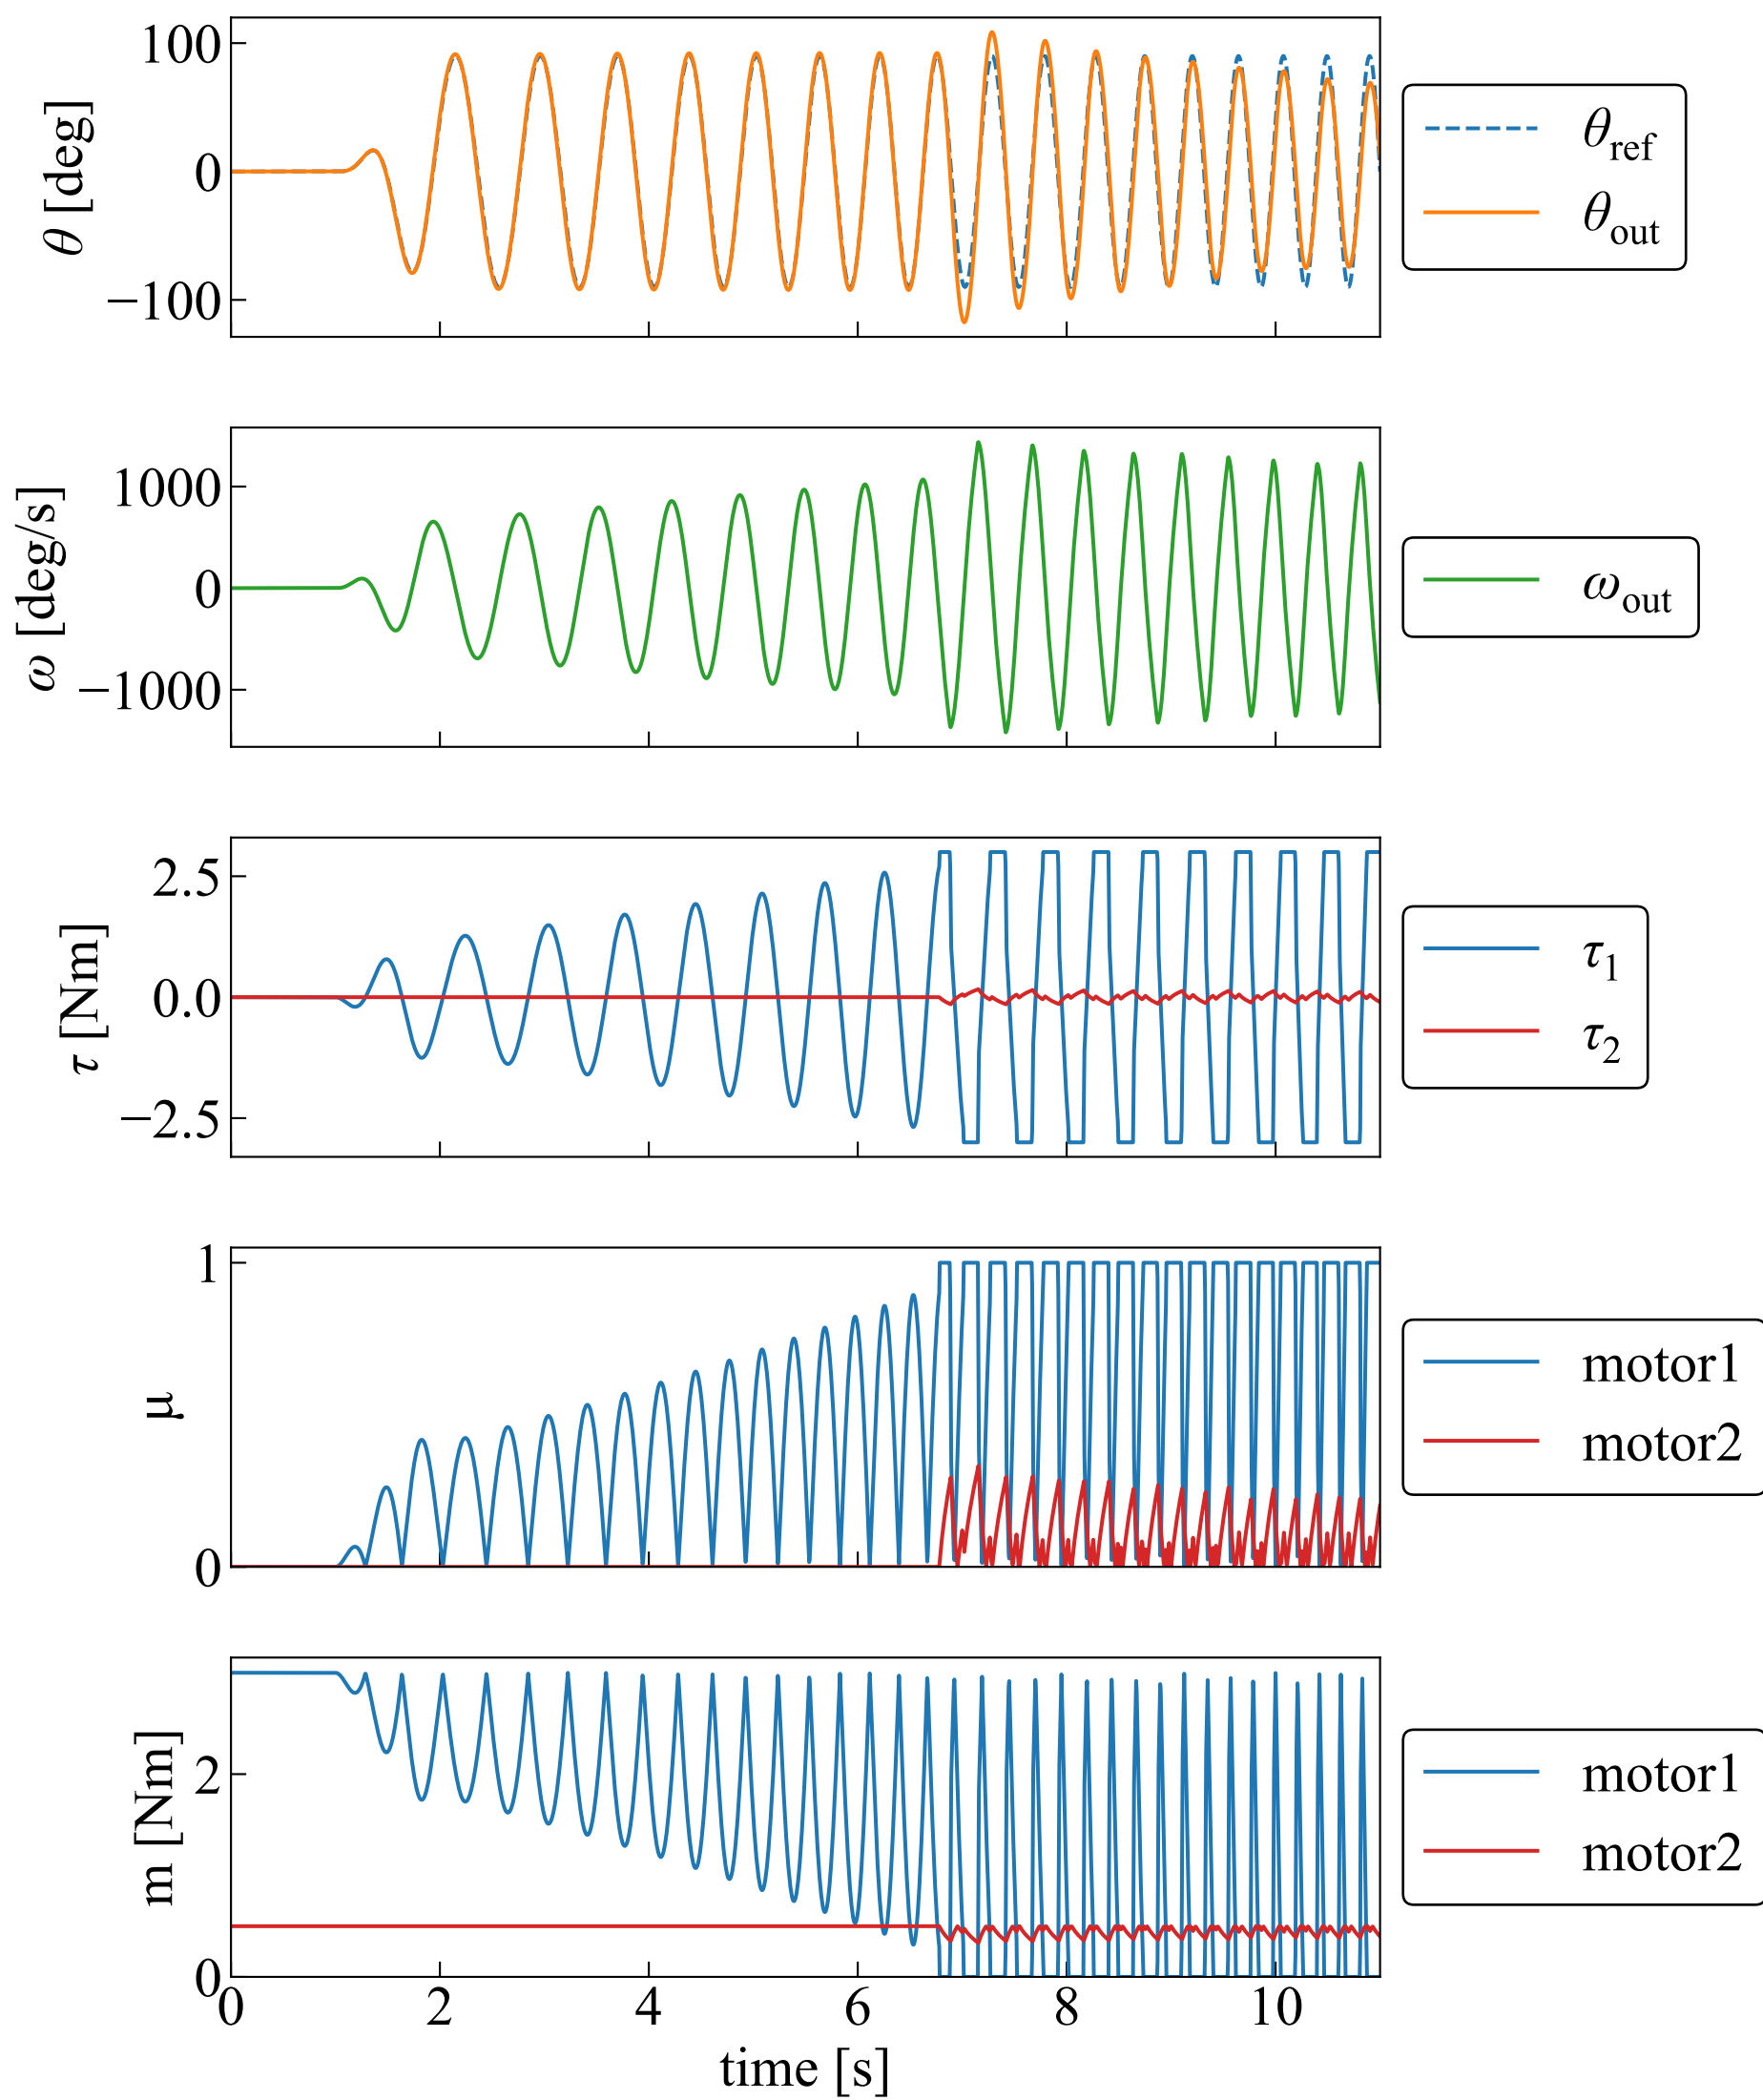 100
0
−100
θ [deg]
θref
θout
1000
0
−1000
ω [deg/s]
ωout
2.5
0.0
−2.5
τ [Nm]
τ1
τ2
1
0
μ
motor1
motor2
2
0
m [Nm]
motor1
motor2
0 2 4 6 8 10
time [s]